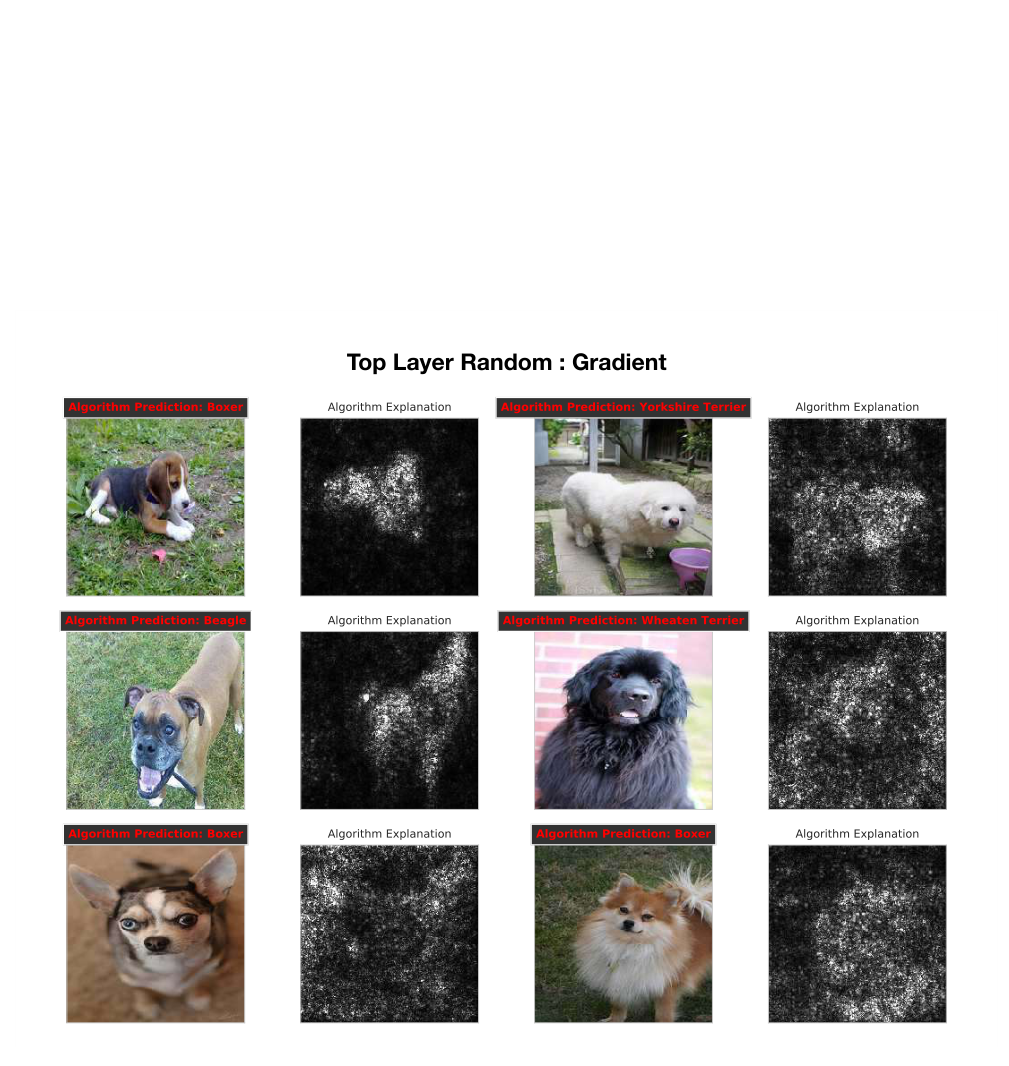 Top Layer Random : Gradient
Algorithm Prediction: Boxer
Algorithm Explanation
Algorithm Prediction: Yorkshire Terrier
Algorithm Explanation
Algorithm Prediction: Beagle
Algorithm Explanation
Algorithm Prediction: Wheaten Terrier
Algorithm Explanation
Algorithm Prediction: Boxer
Algorithm Explanation
Algorithm Prediction: Boxer
Algorithm Explanation